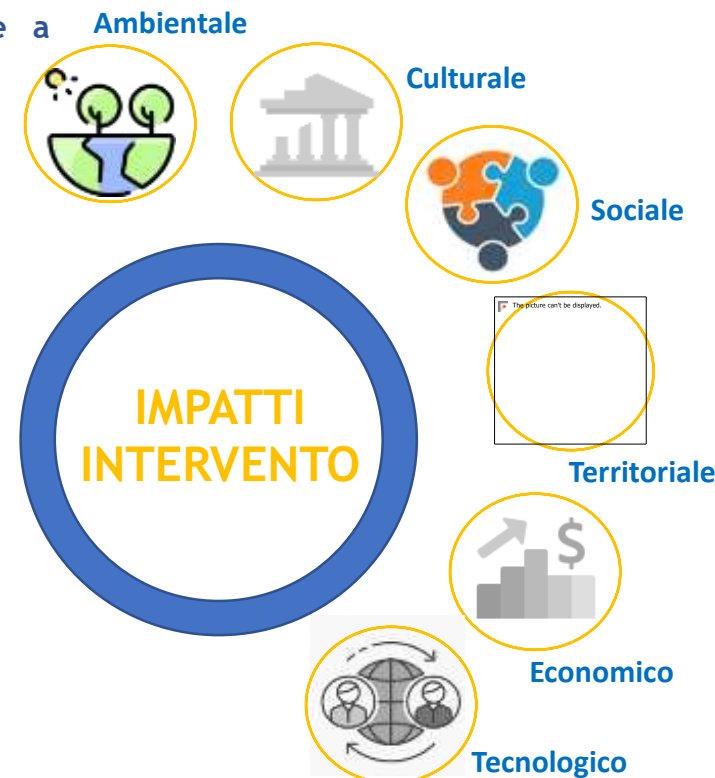 e a
Ambientale
Culturale
Sociale
The picture can't be displayed.
IMPATTI
INTERVENTO
Territoriale
$
Economico
Tecnologico